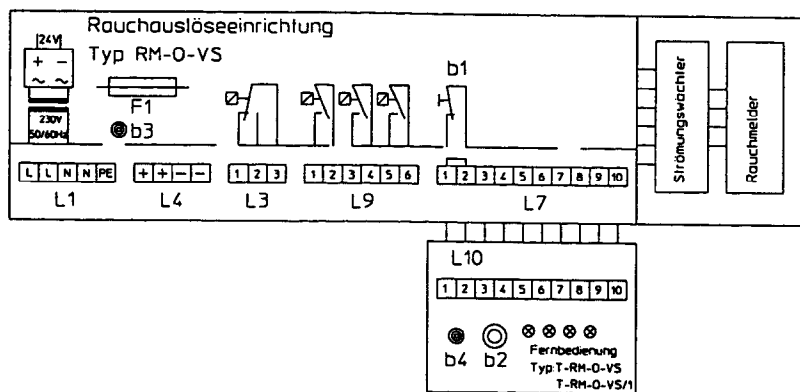 Rauchauslöseeinrichtung
24V
Typ RM-O-VS
+ −
~ ~
F1
b1
230V
50/60Hz
b3
L L N N PE
+ + − −
1 2 3
1 2 3 4 5 6
1 2 3 4 5 6 7 8 9 10
L1
L4
L3
L9
L7
Strömungswächter
Rauchmelder
L10
1 2 3 4 5 6 7 8 9 10
b4
b2
Fernbedienung
Typ:T-RM-O-VS
T-RM-O-VS/1